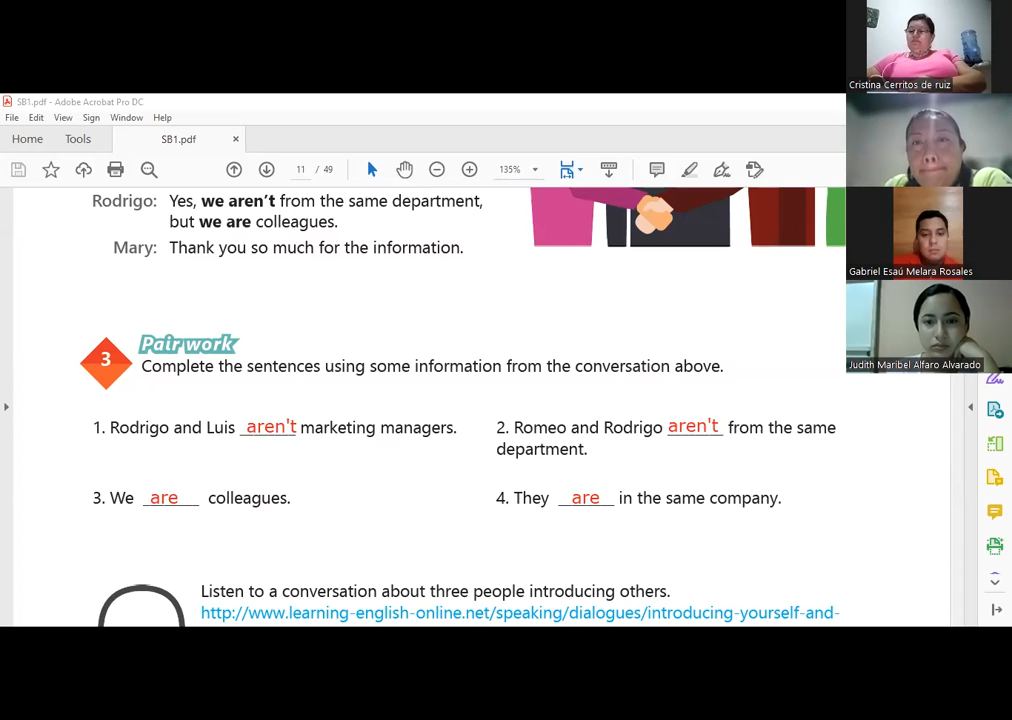 SB1.pdf - Adobe Acrobat Pro DC
File Edit View Sign Window Help
Home Tools SB1.pdf ×
11 / 49 135%
Rodrigo: Yes, we aren't from the same department,
but we are colleagues.
Mary: Thank you so much for the information.
3 Pair work
Complete the sentences using some information from the conversation above.
1. Rodrigo and Luis aren't marketing managers.
2. Romeo and Rodrigo aren't from the same
department.
3. We are colleagues.
4. They are in the same company.
Listen to a conversation about three people introducing others.
http://www.learning-english-online.net/speaking/dialogues/introducing-yourself-and-
Cristina Cerritos de ruiz
Gabriel Esaú Melara Rosales
Judith Maribel Alfaro Alvarado